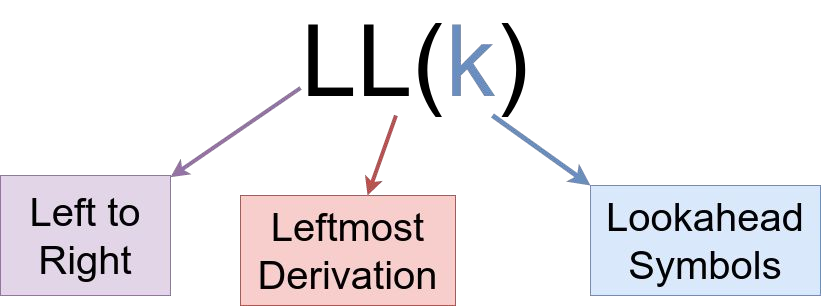 LL(k)
Left to
Right
Leftmost
Derivation
Lookahead
Symbols